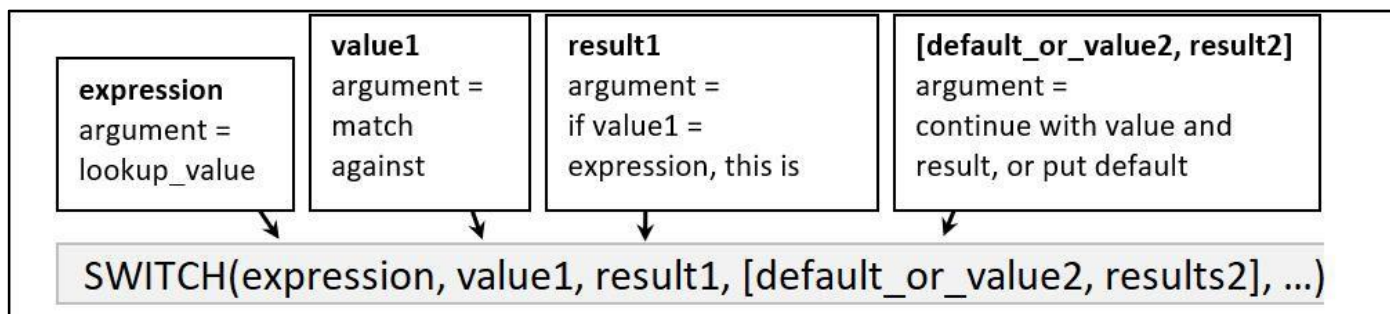 expression
argument =
lookup_value
value1
argument =
match
against
result1
argument =
if value1 =
expression, this is
[default_or_value2, result2]
argument =
continue with value and
result, or put default
SWITCH(expression, value1, result1, [default_or_value2, results2], ...)